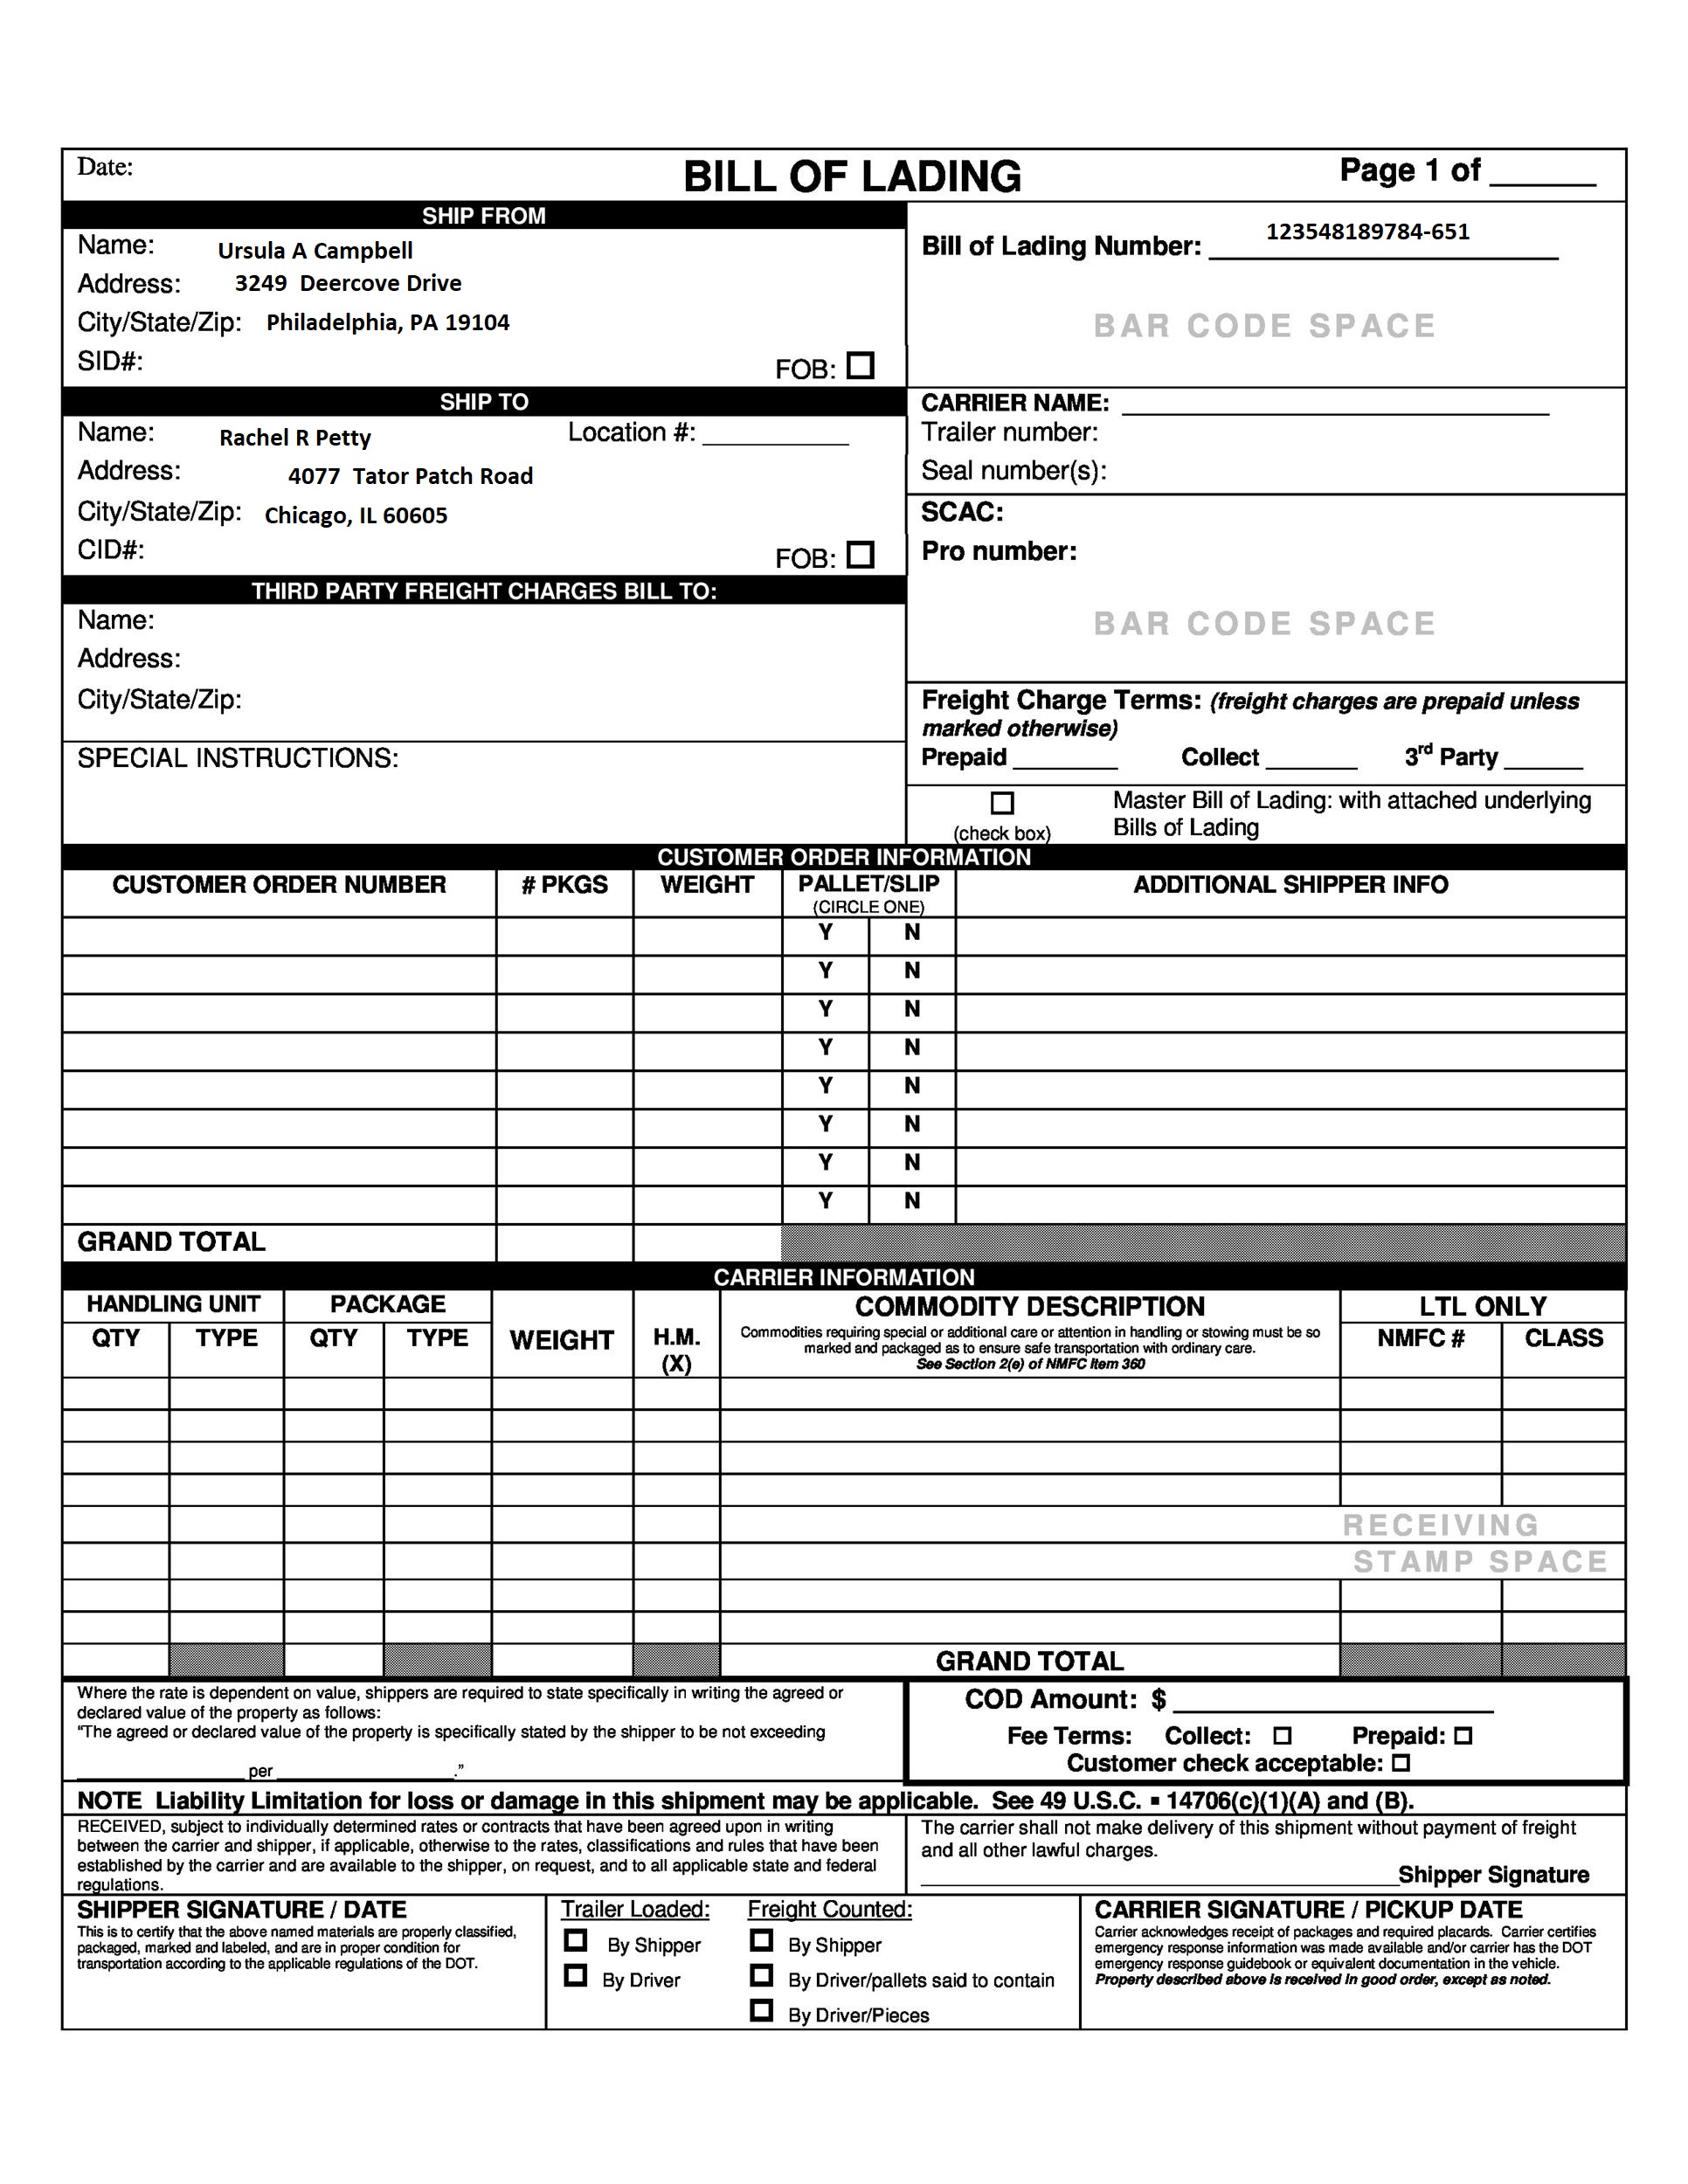 Date:
BILL OF LADING
Page 1 of ______
SHIP FROM
Name: Ursula A Campbell
Address: 3249 Deercove Drive
City/State/Zip: Philadelphia, PA 19104
SID#:
FOB: ☐
Bill of Lading Number: 123548189784-651
BAR CODE SPACE
SHIP TO
Name: Rachel R Petty Location #: ________
Address: 4077 Tator Patch Road
City/State/Zip: Chicago, IL 60605
CID#:
FOB: ☐
CARRIER NAME: ________
Trailer number:
Seal number(s):
SCAC:
Pro number:
BAR CODE SPACE
THIRD PARTY FREIGHT CHARGES BILL TO:
Name:
Address:
City/State/Zip:
SPECIAL INSTRUCTIONS:
Freight Charge Terms: (freight charges are prepaid unless
marked otherwise)
Prepaid ______ Collect ______ 3rd Party ______
☐
(check box)
Master Bill of Lading: with attached underlying
Bills of Lading
CUSTOMER ORDER INFORMATION
CUSTOMER ORDER NUMBER # PKGS WEIGHT PALLET/SLIP ADDITIONAL SHIPPER INFO
(CIRCLE ONE)
Y N
Y N
Y N
Y N
Y N
Y N
Y N
Y N
GRAND TOTAL
CARRIER INFORMATION
HANDLING UNIT PACKAGE COMMODITY DESCRIPTION LTL ONLY
QTY TYPE QTY TYPE WEIGHT H.M.
(X)
Commodities requiring special or additional care or attention in handling or stowing must be so
marked and packaged as to ensure safe transportation with ordinary care.
See Section 2(e) of NMFC Item 360
NMFC # CLASS
RECEIVING
STAMP SPACE
GRAND TOTAL
Where the rate is dependent on value, shippers are required to state specifically in writing the agreed or
declared value of the property as follows:
“The agreed or declared value of the property is specifically stated by the shipper to be not exceeding
________ per ________.”
COD Amount: $ ________
Fee Terms: Collect: ☐ Prepaid: ☐
Customer check acceptable: ☐
NOTE Liability Limitation for loss or damage in this shipment may be applicable. See 49 U.S.C. ▪ 14706(c)(1)(A) and (B).
RECEIVED, subject to individually determined rates or contracts that have been agreed upon in writing
between the carrier and shipper, if applicable, otherwise to the rates, classifications and rules that have been
established by the carrier and are available to the shipper, on request, and to all applicable state and federal
regulations.
The carrier shall not make delivery of this shipment without payment of freight
and all other lawful charges.
________Shipper Signature
SHIPPER SIGNATURE / DATE
This is to certify that the above named materials are properly classified,
packaged, marked and labeled, and are in proper condition for
transportation according to the applicable regulations of the DOT.
Trailer Loaded:
☐ By Shipper
☐ By Driver
Freight Counted:
☐ By Shipper
☐ By Driver/pallets said to contain
☐ By Driver/Pieces
CARRIER SIGNATURE / PICKUP DATE
Carrier acknowledges receipt of packages and required placards. Carrier certifies
emergency response information was made available and/or carrier has the DOT
emergency response guidebook or equivalent documentation in the vehicle.
Property described above is received in good order, except as noted.